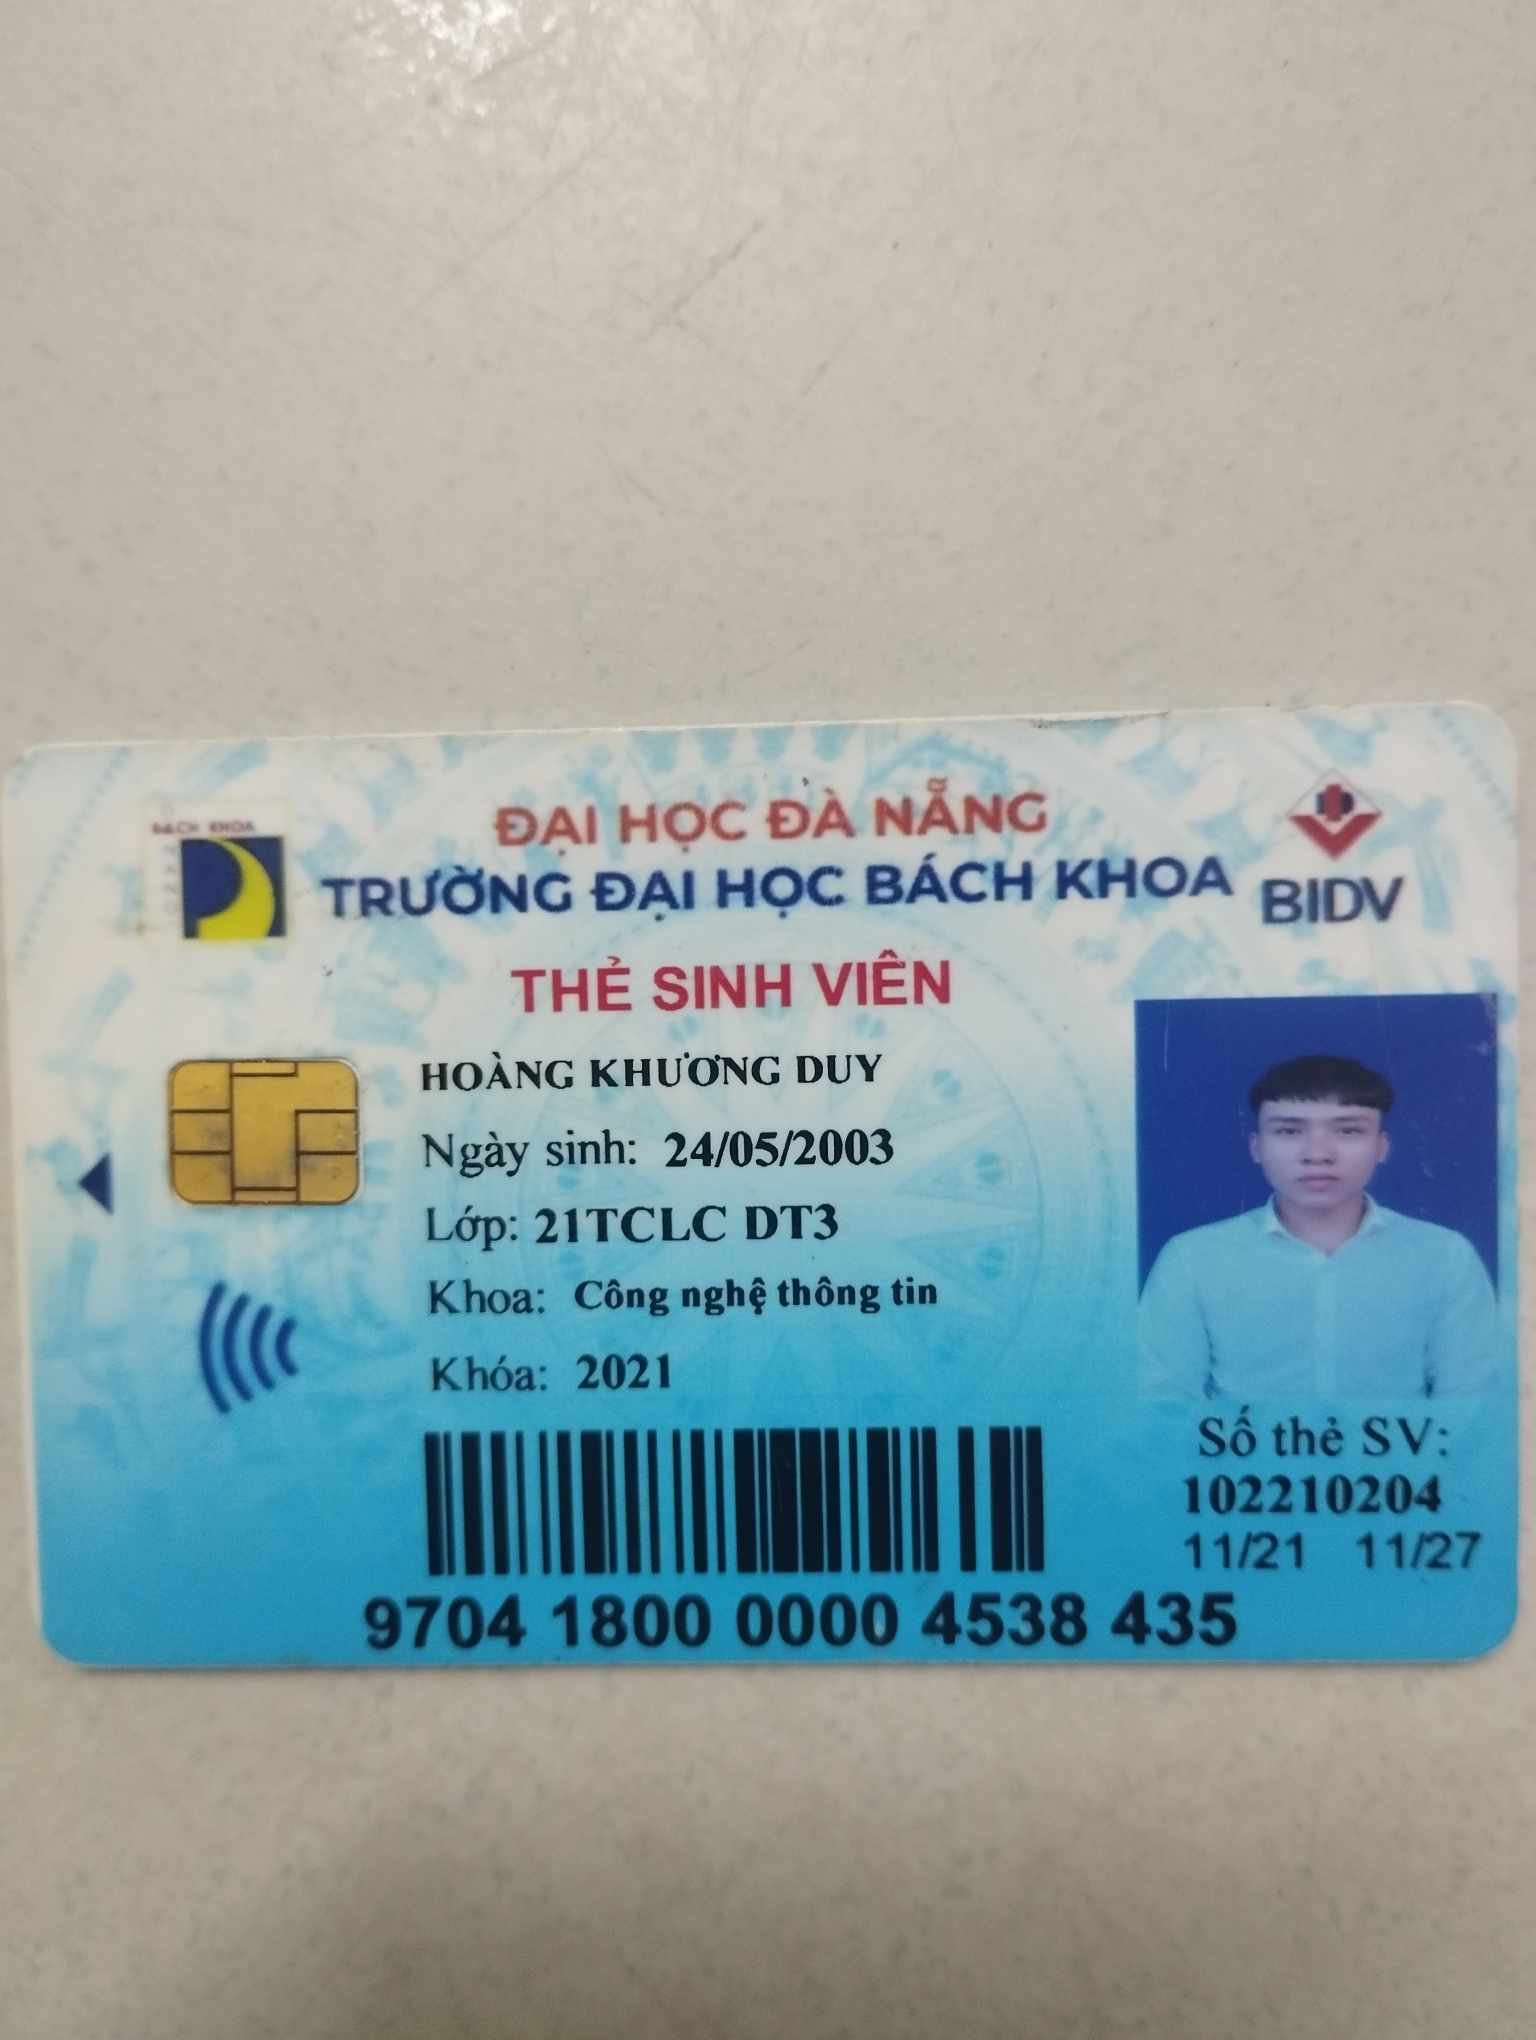 BÁCH KHOA
ĐẠI HỌC ĐÀ NẴNG
TRƯỜNG ĐẠI HỌC BÁCH KHOA
BIDV
THẺ SINH VIÊN
HOÀNG KHƯƠNG DUY
Ngày sinh: 24/05/2003
Lớp: 21TCLC DT3
Khoa: Công nghệ thông tin
Khóa: 2021
Số thẻ SV:
102210204
11/21 11/27
9704 1800 0000 4538 435